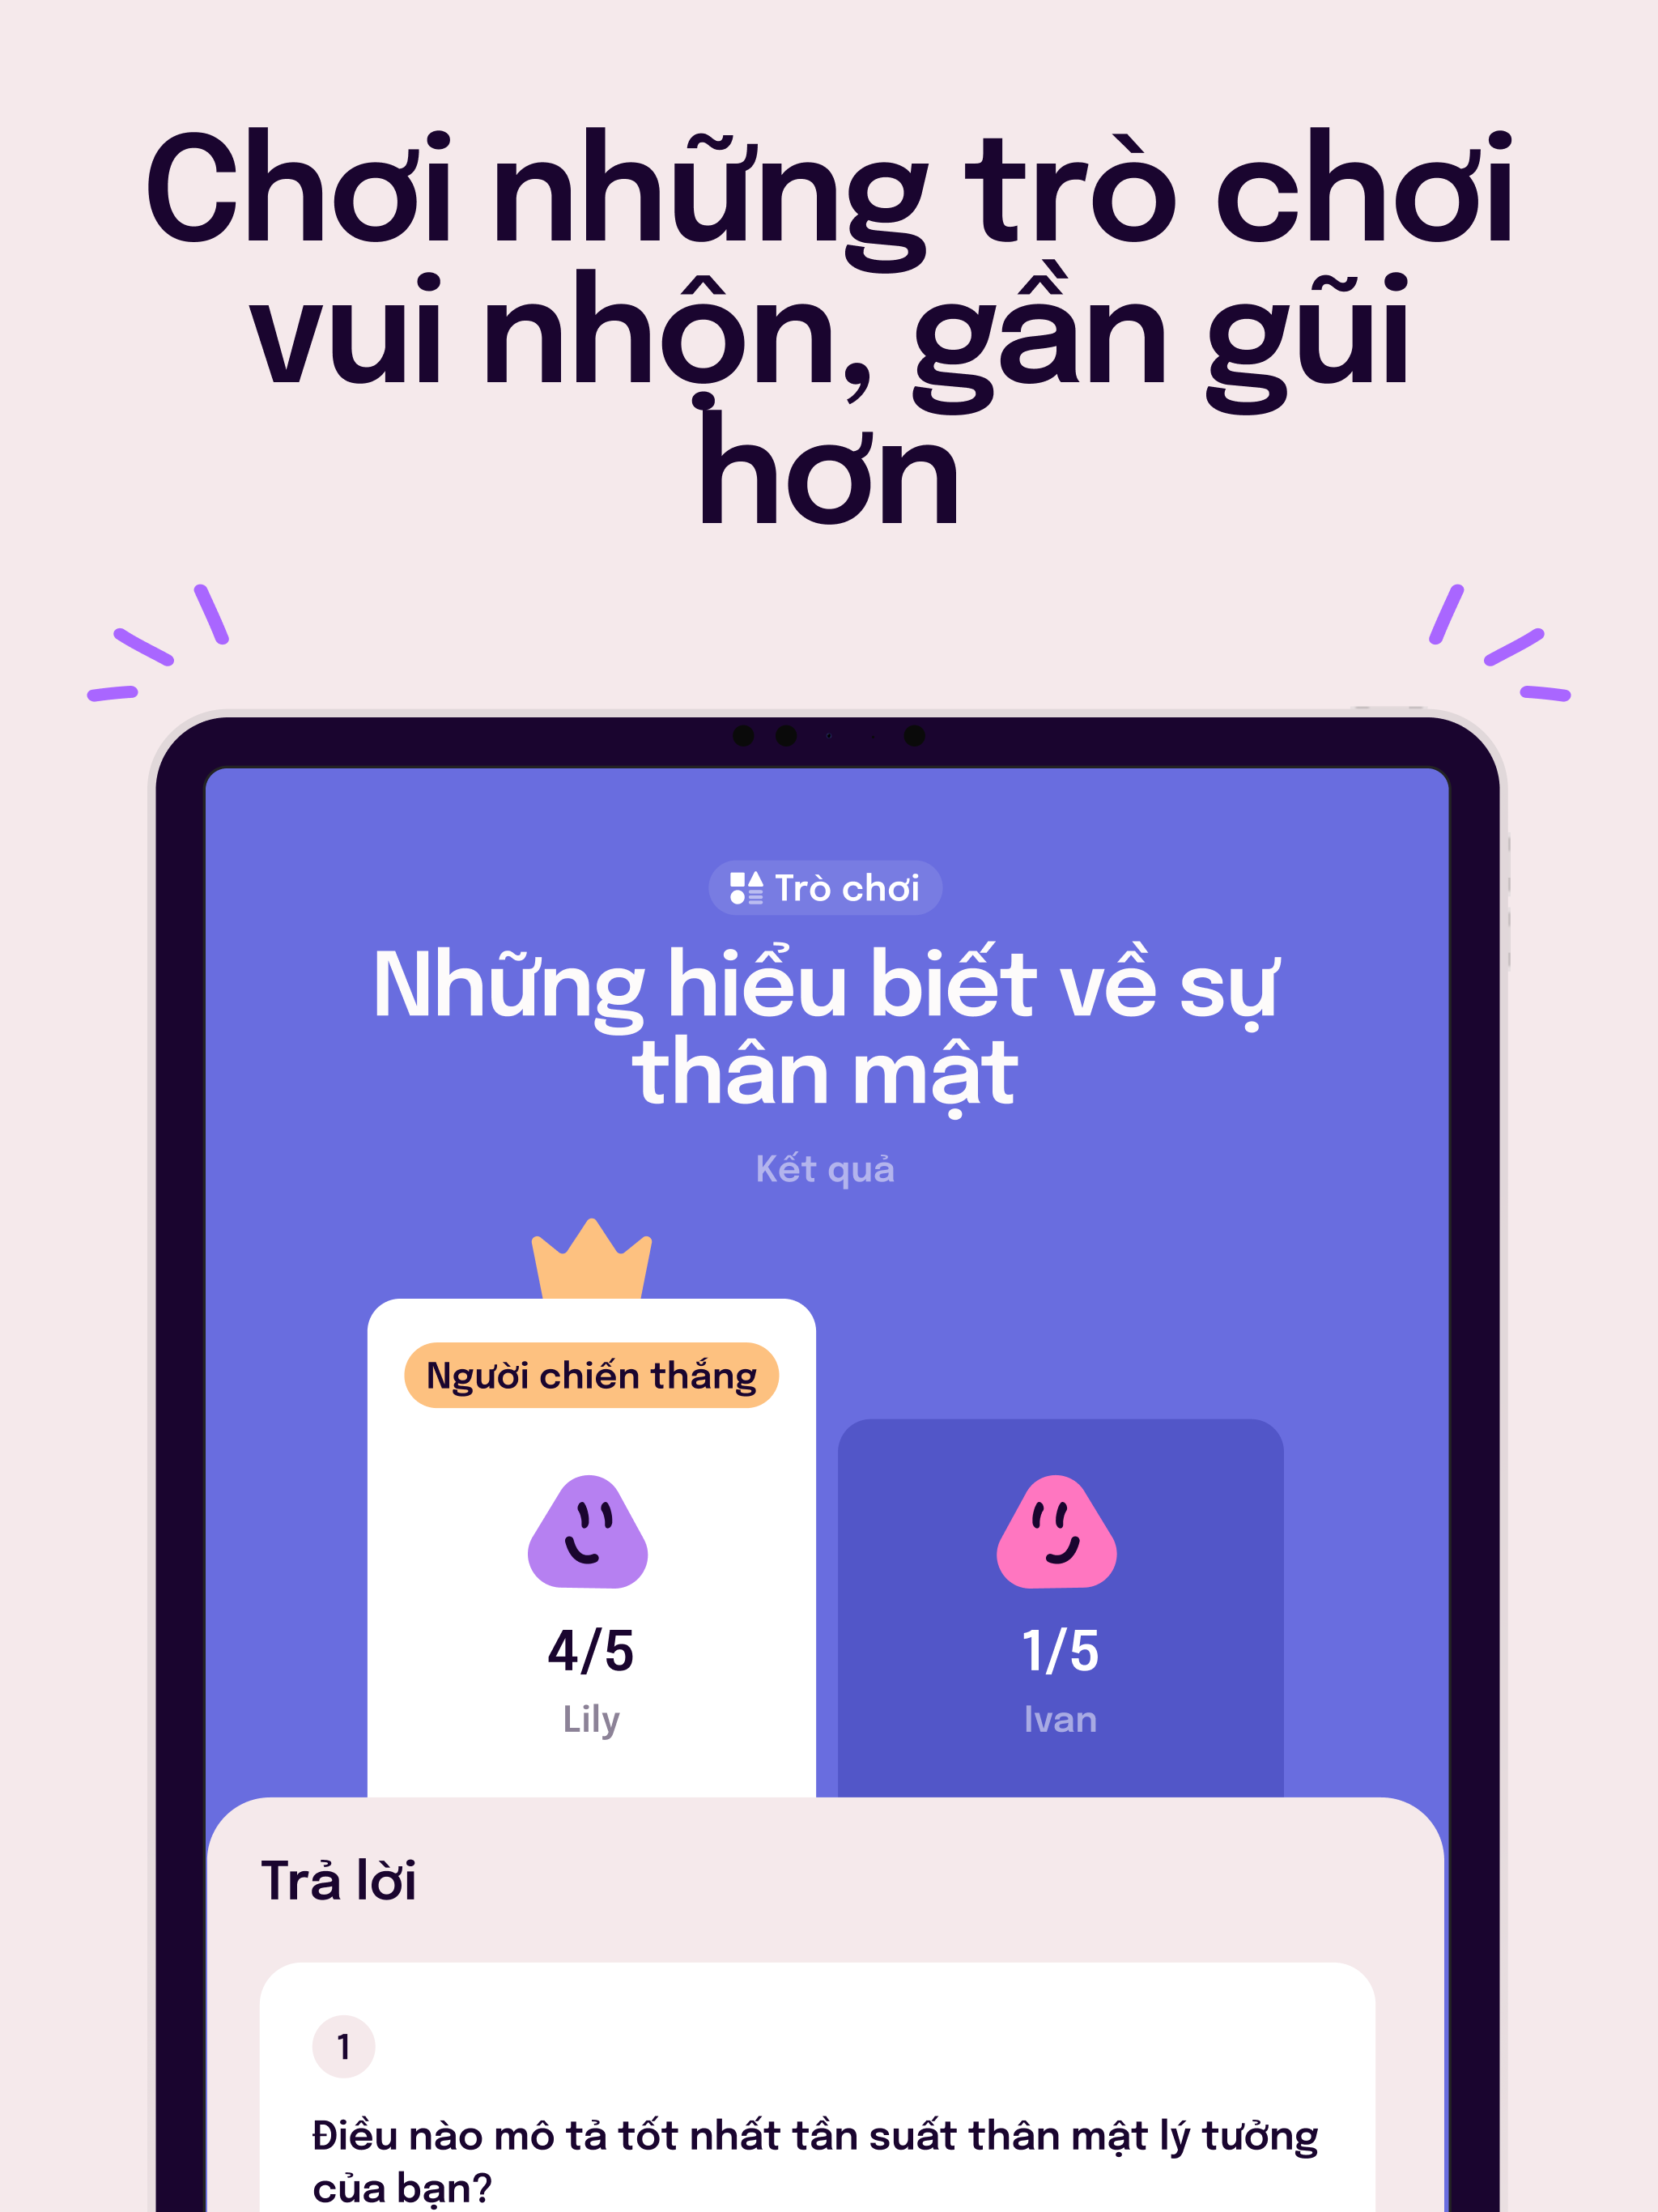 Chơi những trò chơi
vui nhộn, gần gũi
hơn
Trò chơi
Những hiểu biết về sự
thân mật
Kết quả
Người chiến thắng
4/5
Lily
1/5
Ivan
Trả lời
1
Điều nào mô tả tốt nhất tần suất thân mật lý tưởng
của bạn?